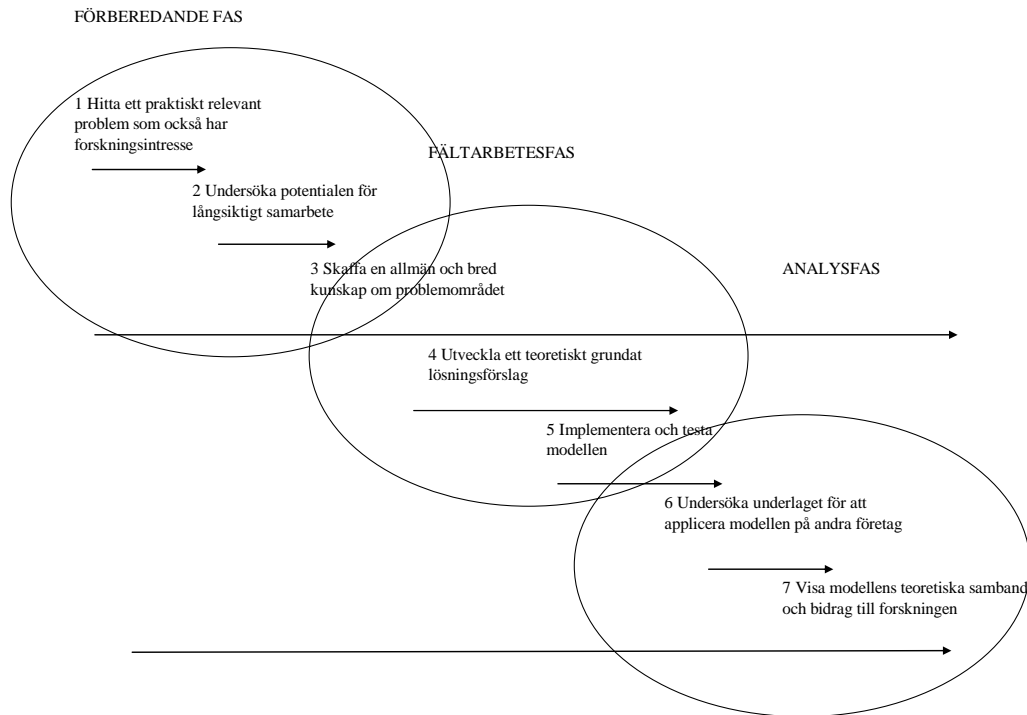 FÖRBEREDANDE FAS
1 Hitta ett praktiskt relevant
problem som också har
forskningsintresse
FÄLTARBETESFAS
2 Undersöka potentialen för
långsiktigt samarbete
3 Skaffa en allmän och bred
kunskap om problemområdet
ANALYSFAS
4 Utveckla ett teoretiskt grundat
lösningsförslag
5 Implementera och testa
modellen
6 Undersöka underlaget för att
applicera modellen på andra företag
7 Visa modellens teoretiska samband
och bidrag till forskningen